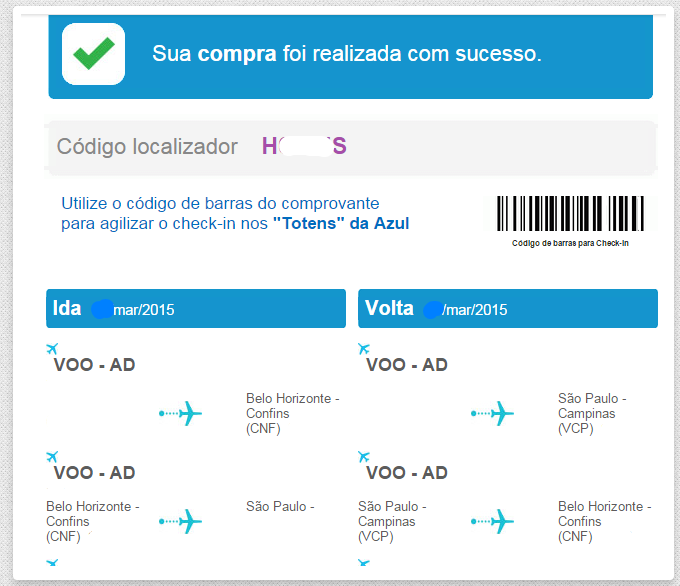 Sua compra foi realizada com sucesso.
Código localizador H S
Utilize o código de barras do comprovante
para agilizar o check-in nos "Totens" da Azul
Código de barras para Check-In
Ida mar/2015
VOO - AD
Belo Horizonte -
Confins
(CNF)
VOO - AD
Belo Horizonte -
Confins
(CNF)
São Paulo -
Volta /mar/2015
VOO - AD
São Paulo -
Campinas
(VCP)
VOO - AD
São Paulo -
Campinas
(VCP)
Belo Horizonte -
Confins
(CNF)